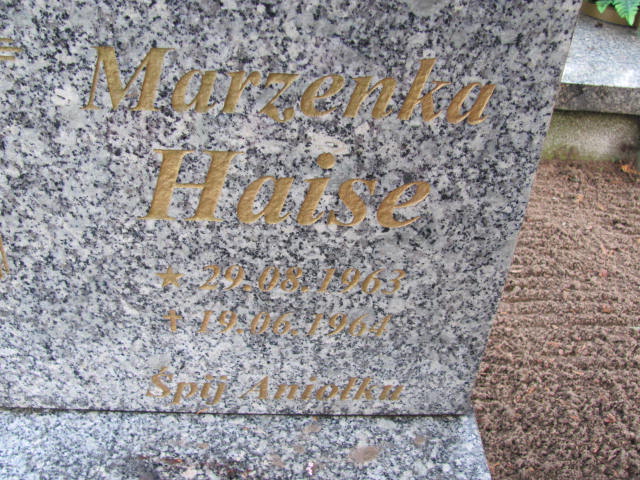 Marzenka
Haise
★ 29.08.1963
✝ 19.06.1964
Śpij Aniołku